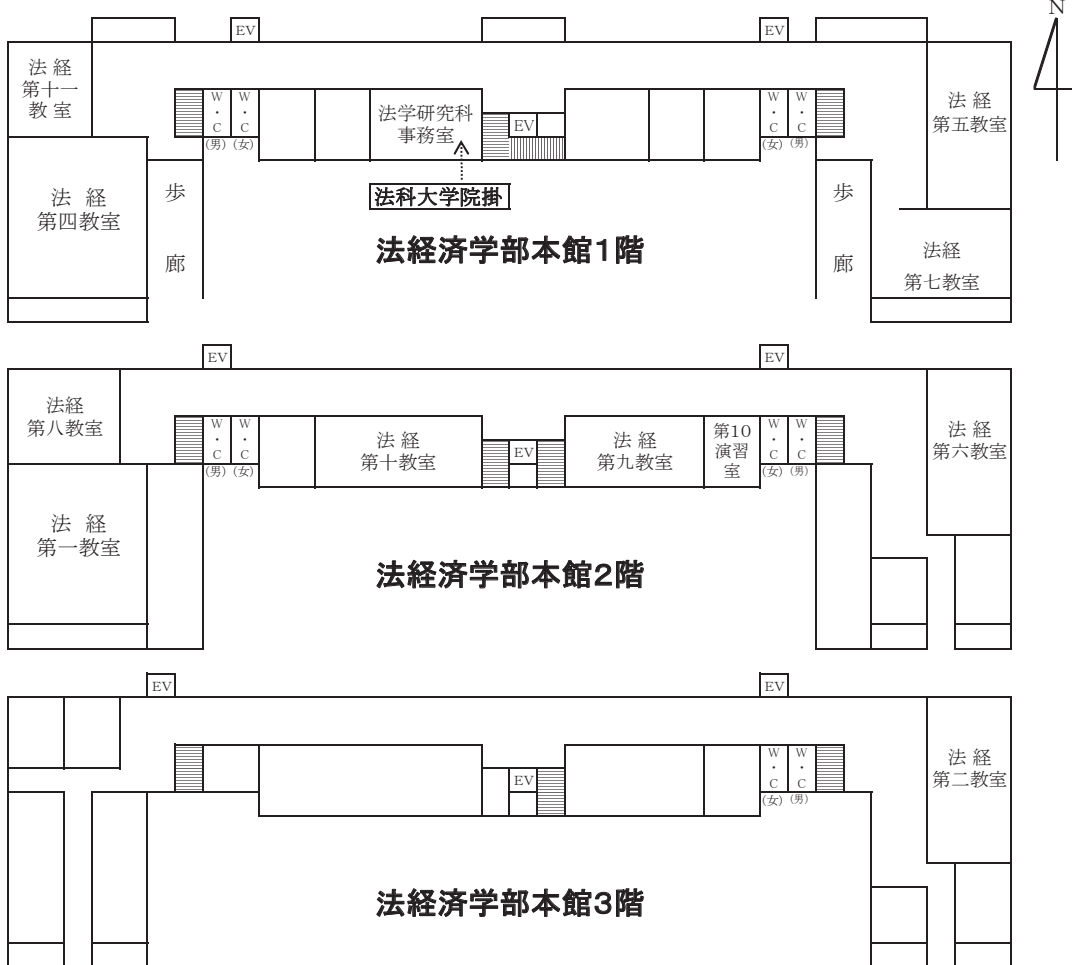 N
EV
EV
法経
第十一
教室
W・C
(男)
W・C
(女)
法学研究科
事務室
EV
W・C
(女)
W・C
(男)
法経
第五教室
法経
第四教室
歩廊
法科大学院掛
歩廊
法経
第七教室
法経済学部本館1階
EV
EV
法経
第八教室
W・C
(男)
W・C
(女)
法経
第十教室
EV
法経
第九教室
第10
演習
室
W・C
(女)
W・C
(男)
法経
第六教室
法経
第一教室
法経済学部本館2階
EV
EV
EV
W・C
(女)
W・C
(男)
法経
第二教室
法経済学部本館3階